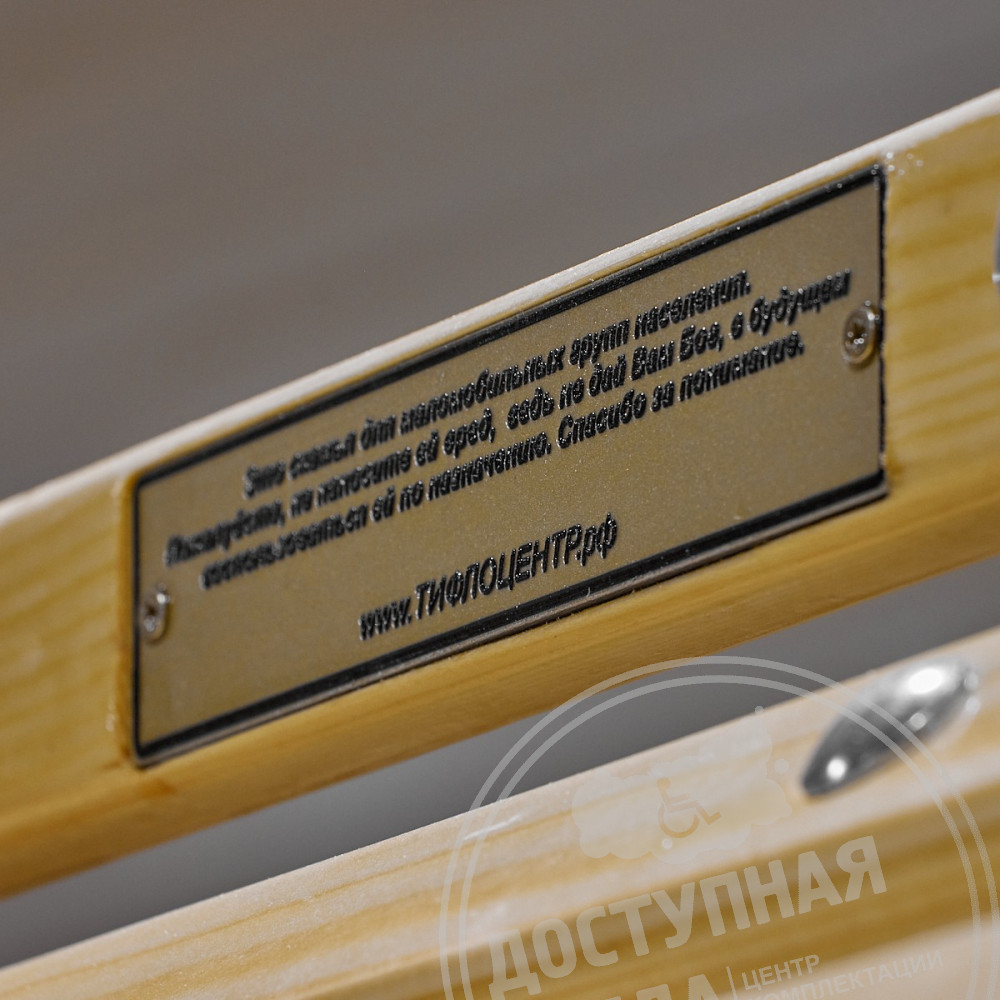 Это скамья для маломобильных групп населения.
Пожалуйста, не наносите ей вред, ведь не дай Вам Бог, в будущем
воспользоваться ей по назначению. Спасибо за понимание.
www.ТИФЛОЦЕНТР.рф
ДОСТУПНАЯ
ЦЕНТР
КОМПЛЕКТАЦИИ